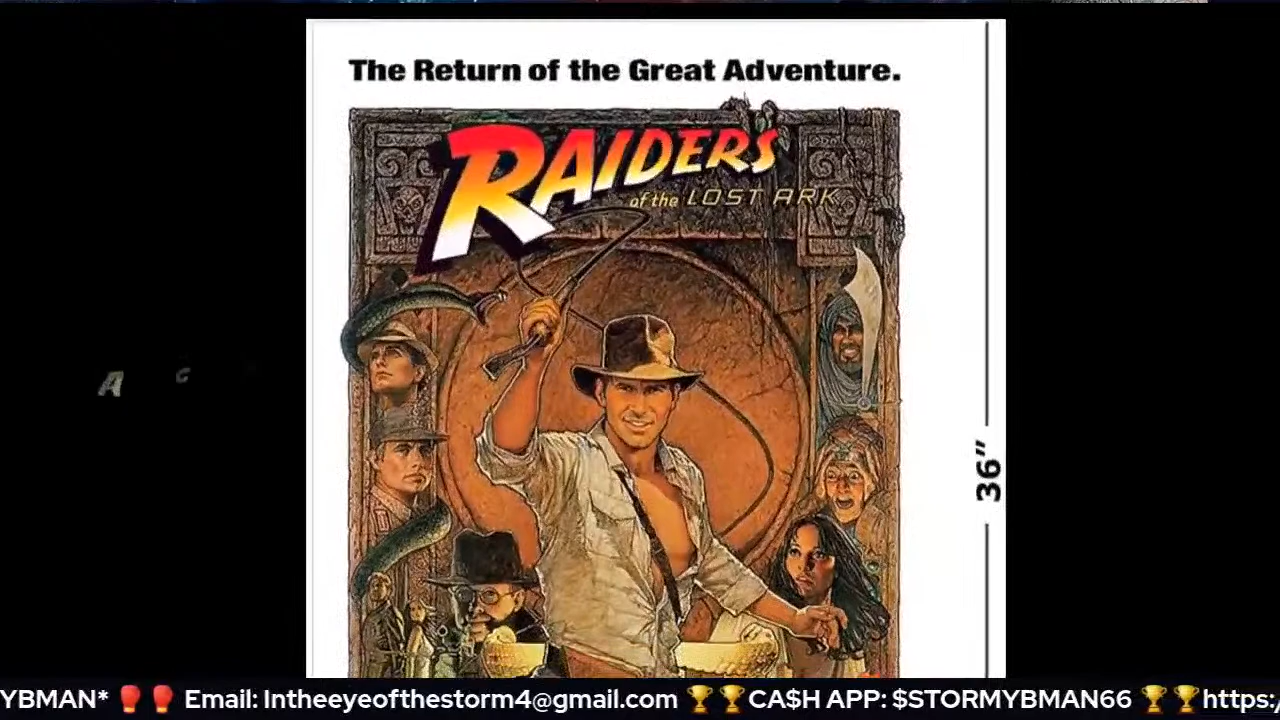 The Return of the Great Adventure.
RAIDERS
of the LOST ARK
A C
36”
YBMAN* 🥊🥊 Email: Intheeyeofthestorm4@gmail.com 🏆🏆 CA$H APP: $STORMYBMAN66 🏆🏆 https:/